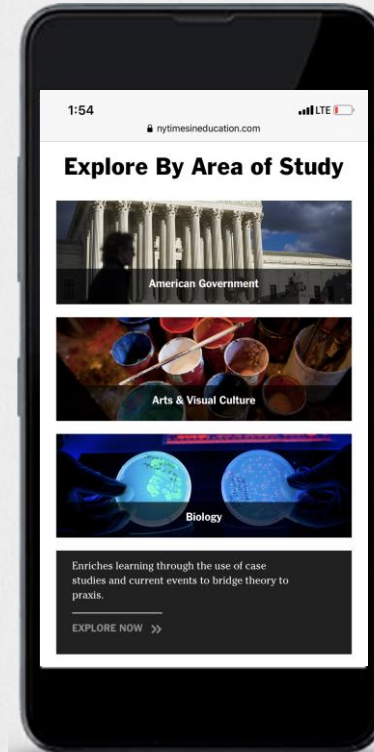 1:54
LTE
nytimesineducation.com
Explore By Area of Study
American Government
Arts & Visual Culture
Biology
Enriches learning through the use of case
studies and current events to bridge theory to
praxis.
EXPLORE NOW »